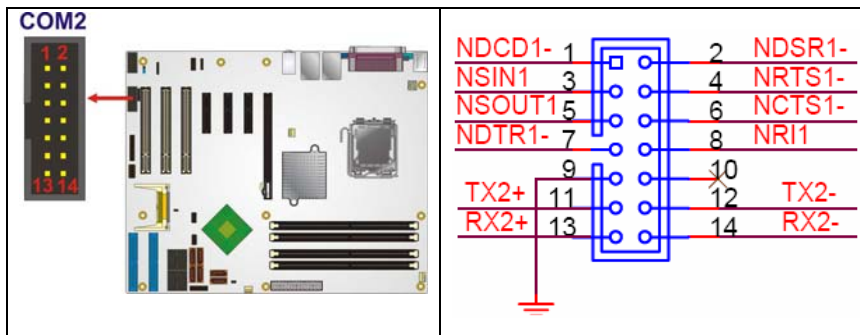 COM2
1 2
13 14
NDCD1- 1 2 NDSR1-
NSIN1 3 4 NRTS1-
NSOUT1 5 6 NCTS1-
NDTR1- 7 8 NRI1
9 10
TX2+ 11 12 TX2-
RX2+ 13 14 RX2-